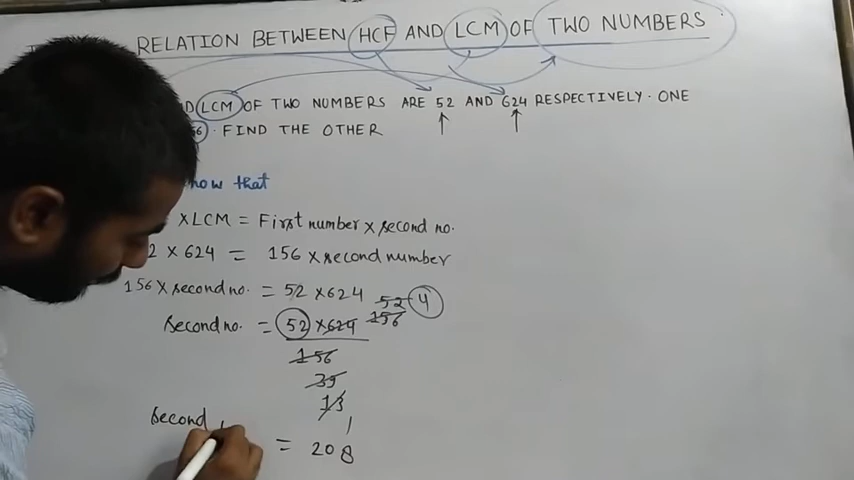 RELATION BETWEEN HCF AND LCM OF TWO NUMBERS
LCM OF TWO NUMBERS ARE 52 AND 624 RESPECTIVELY. ONE
FIND THE OTHER
now that
× LCM = First number × second no.
2 × 624 = 156 × second number
156 × second no. = 52 × 624
second no. = 52 × 624
52 4
156
156
39
13
1
second = 208